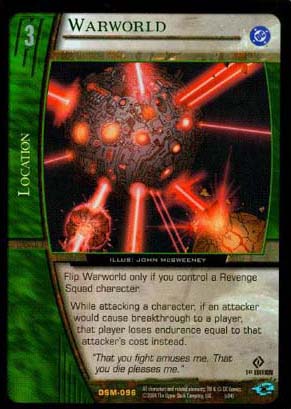 3
WARWORLD
DC
LOCATION
ILLUS: JOHN MCSWEENEY
Flip Warworld only if you control a Revenge
Squad character.
While attacking a character, if an attacker
would cause breakthrough to a player,
that player loses endurance equal to that
attacker's cost instead.
"That you fight amuses me. That
you die pleases me."
DSM-096
1st EDITION